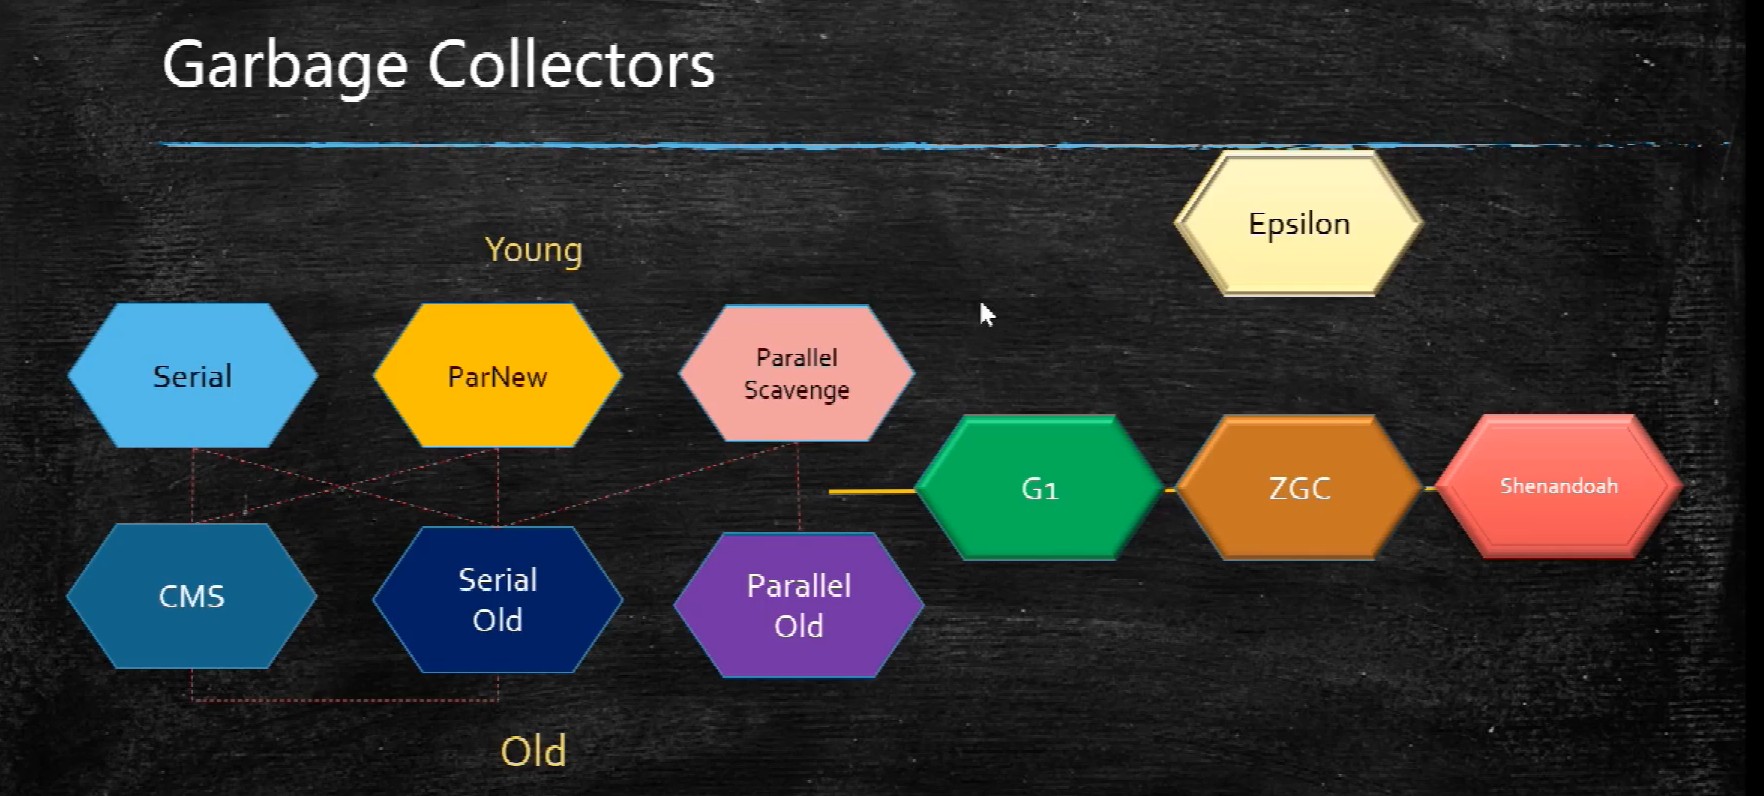 Garbage Collectors
Epsilon
Young
Serial
ParNew
Parallel
Scavenge
G1
ZGC
Shenandoah
CMS
Serial
Old
Parallel
Old
Old